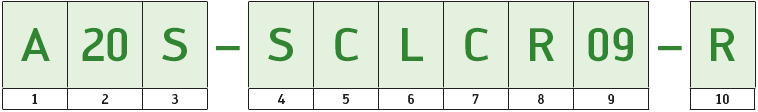 A 20 S – S C L C R 09 – R
1 2 3 4 5 6 7 8 9 10